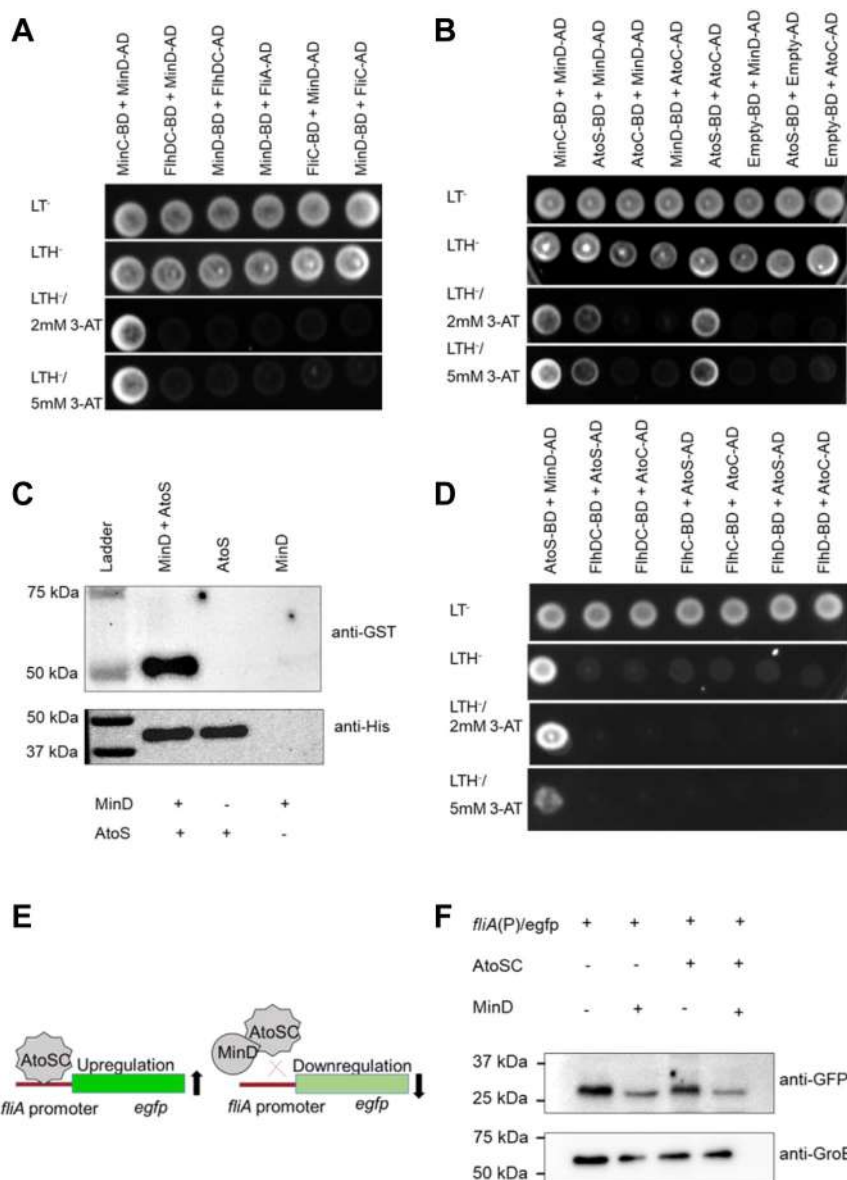 A
MinC-BD + MinD-AD
FlhDC-BD + MinD-AD
MinD-BD + FlhDC-AD
MinD-BD + FliA-AD
FliC-BD + MinD-AD
MinD-BD + FliC-AD
LT-
LTH-
LTH-/
2mM 3-AT
LTH-/
5mM 3-AT
B
MinC-BD + MinD-AD
AtoS-BD + MinD-AD
AtoC-BD + MinD-AD
MinD-BD + AtoC-AD
AtoS-BD + AtoC-AD
Empty-BD + MinD-AD
AtoS-BD + Empty-AD
Empty-BD + AtoC-AD
LT-
LTH-
LTH-/
2mM 3-AT
LTH-/
5mM 3-AT
C
Ladder
MinD + AtoS
AtoS
MinD
75 kDa
50 kDa
anti-GST
50 kDa
37 kDa
anti-His
MinD + - +
AtoS + + -
D
AtoS-BD + MinD-AD
FlhDC-BD + AtoS-AD
FlhDC-BD + AtoC-AD
FlhC-BD + AtoS-AD
FlhC-BD + AtoC-AD
FlhD-BD + AtoS-AD
FlhD-BD + AtoC-AD
LT-
LTH-
LTH-/
2mM 3-AT
LTH-/
5mM 3-AT
E
AtoSC
Upregulation
fliA promoter egfp
AtoSC
MinD
Downregulation
fliA promoter egfp
F
fliA(P)/egfp + + + +
AtoSC - - + +
MinD - + - +
37 kDa
25 kDa
anti-GFP
75 kDa
50 kDa
anti-GroE